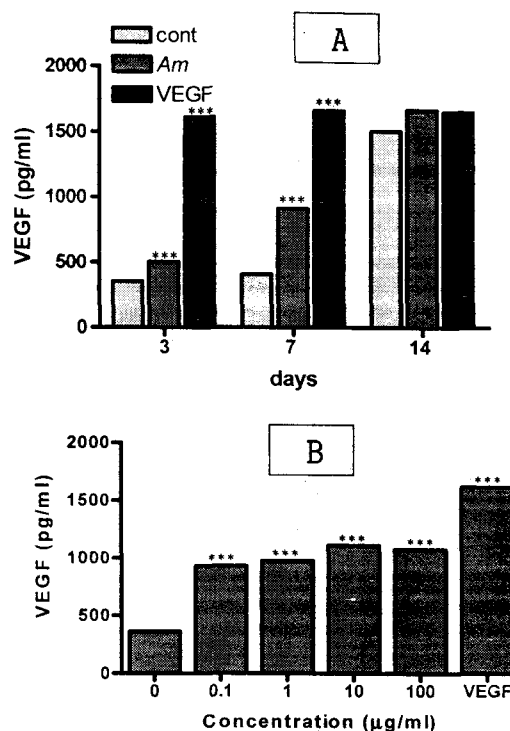 A
cont
Am
VEGF
***
***
***
***
2000
1500
1000
500
0
VEGF (pg/ml)
3
7
14
days
B
2000
1500
1000
500
0
VEGF (pg/ml)
***
***
***
***
***
0
0.1
1
10
100
VEGF
Concentration (µg/ml)